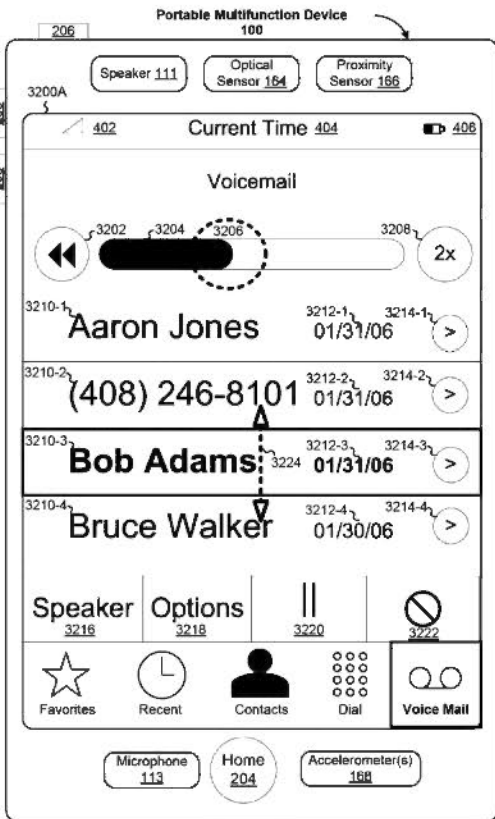 Portable Multifunction Device
206
100
Speaker 111
Optical Sensor 164
Proximity Sensor 166
3200A
402
Current Time 404
406
Voicemail
3202
3204
3206
3208
2x
3210-1
Aaron Jones
3212-1
01/31/06
3214-1
>
3210-2
(408) 246-8101
3212-2
01/31/06
3214-2
>
3210-3
Bob Adams
3224
3212-3
01/31/06
3214-3
>
3210-4
Bruce Walker
3212-4
01/30/06
3214-4
>
Speaker
3216
Options
3218
3220
3222
Favorites
Recent
Contacts
Dial
Voice Mail
Microphone
113
Home
204
Accelerometer(s)
168